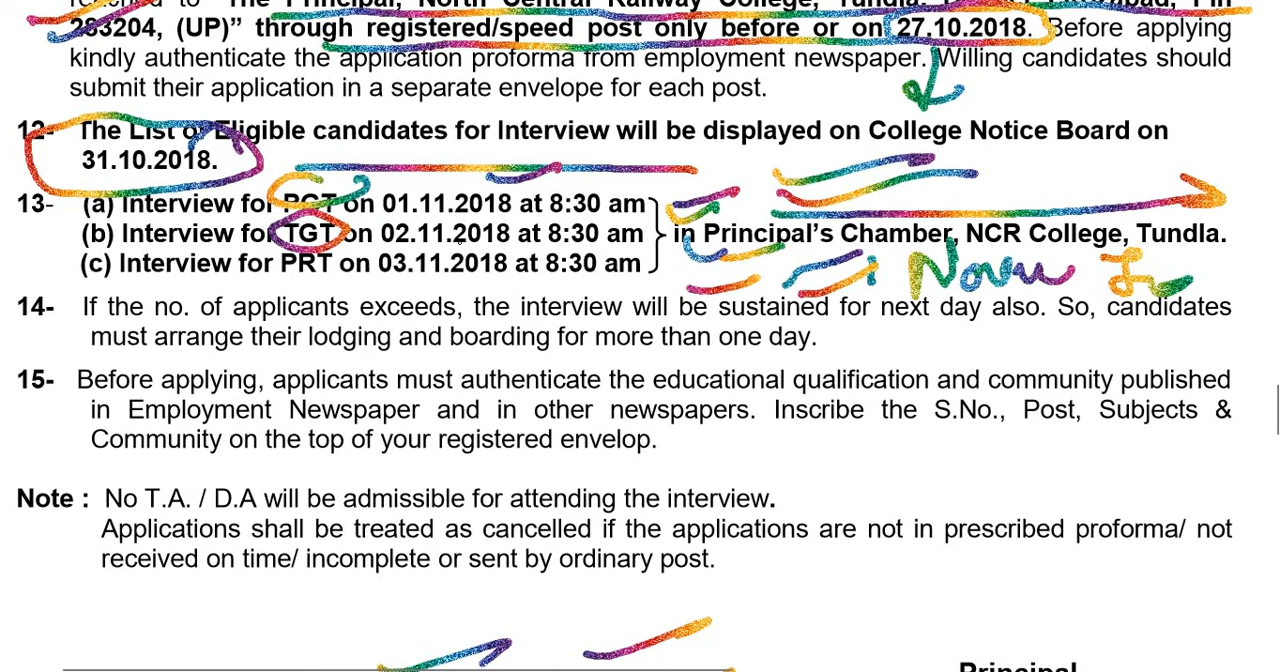 to "The Principal, North Central Railway College, Tundla
283204, (UP)" through registered/speed post only before or on 27.10.2018. Before applying
kindly authenticate the application proforma from employment newspaper. Willing candidates should
submit their application in a separate envelope for each post.
12- The List of Eligible candidates for Interview will be displayed on College Notice Board on
31.10.2018.
13- (a) Interview for PGT on 01.11.2018 at 8:30 am
(b) Interview for TGT on 02.11.2018 at 8:30 am } in Principal's Chamber, NCR College, Tundla.
(c) Interview for PRT on 03.11.2018 at 8:30 am
14- If the no. of applicants exceeds, the interview will be sustained for next day also. So, candidates
must arrange their lodging and boarding for more than one day.
15- Before applying, applicants must authenticate the educational qualification and community published
in Employment Newspaper and in other newspapers. Inscribe the S.No., Post, Subjects &
Community on the top of your registered envelop.
Note : No T.A. / D.A will be admissible for attending the interview.
Applications shall be treated as cancelled if the applications are not in prescribed proforma/ not
received on time/ incomplete or sent by ordinary post.
Principal